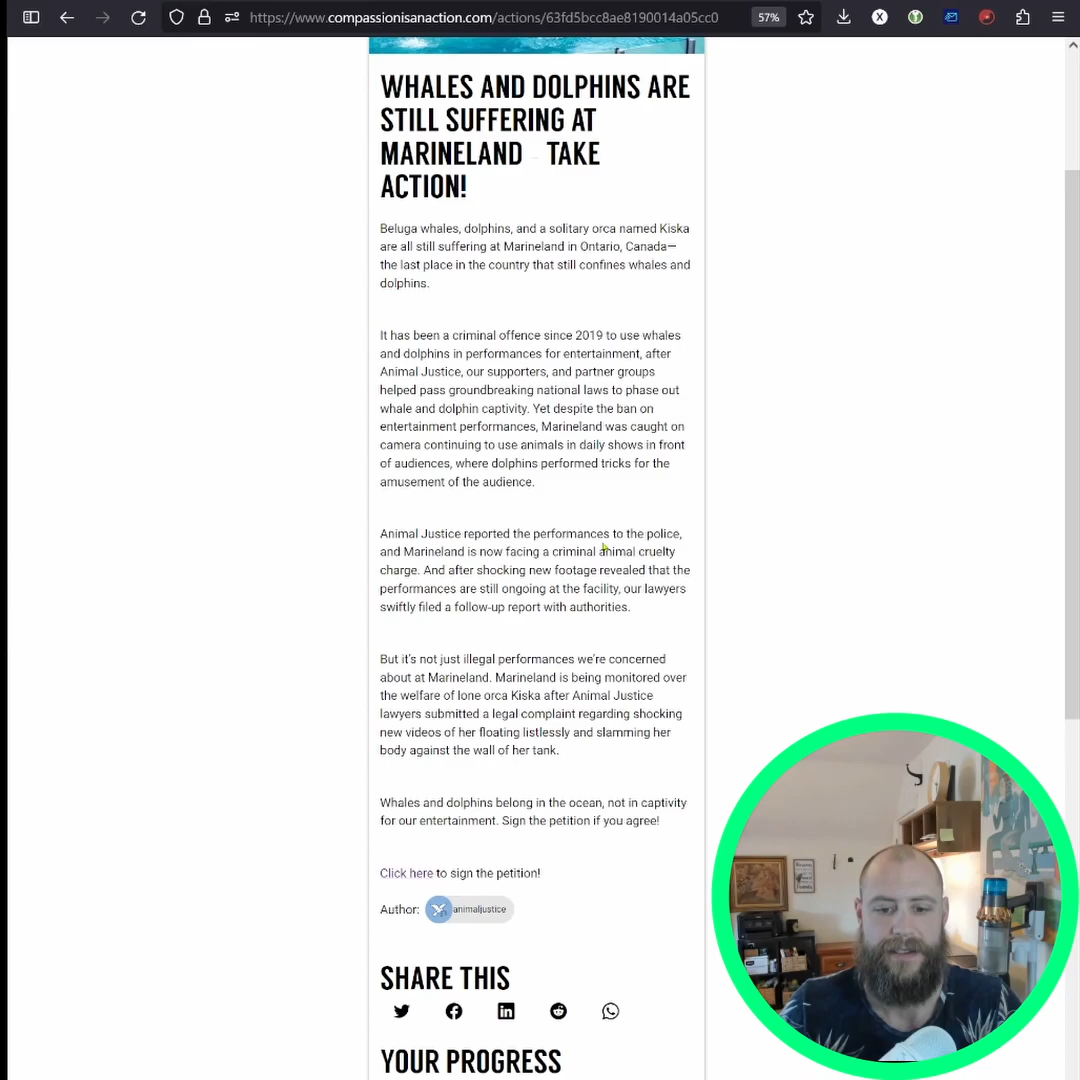 https://www.compassionisanaction.com/actions/63fd5bcc8ae8190014a05cc0
57%
WHALES AND DOLPHINS ARE
STILL SUFFERING AT
MARINELAND – TAKE
ACTION!
Beluga whales, dolphins, and a solitary orca named Kiska
are all still suffering at Marineland in Ontario, Canada—
the last place in the country that still confines whales and
dolphins.
It has been a criminal offence since 2019 to use whales
and dolphins in performances for entertainment, after
Animal Justice, our supporters, and partner groups
helped pass groundbreaking national laws to phase out
whale and dolphin captivity. Yet despite the ban on
entertainment performances, Marineland was caught on
camera continuing to use animals in daily shows in front
of audiences, where dolphins performed tricks for the
amusement of the audience.
Animal Justice reported the performances to the police,
and Marineland is now facing a criminal animal cruelty
charge. And after shocking new footage revealed that the
performances are still ongoing at the facility, our lawyers
swiftly filed a follow-up report with authorities.
But it's not just illegal performances we're concerned
about at Marineland. Marineland is being monitored over
the welfare of lone orca Kiska after Animal Justice
lawyers submitted a legal complaint regarding shocking
new videos of her floating listlessly and slamming her
body against the wall of her tank.
Whales and dolphins belong in the ocean, not in captivity
for our entertainment. Sign the petition if you agree!
Click here to sign the petition!
Author: animaljustice
SHARE THIS
YOUR PROGRESS